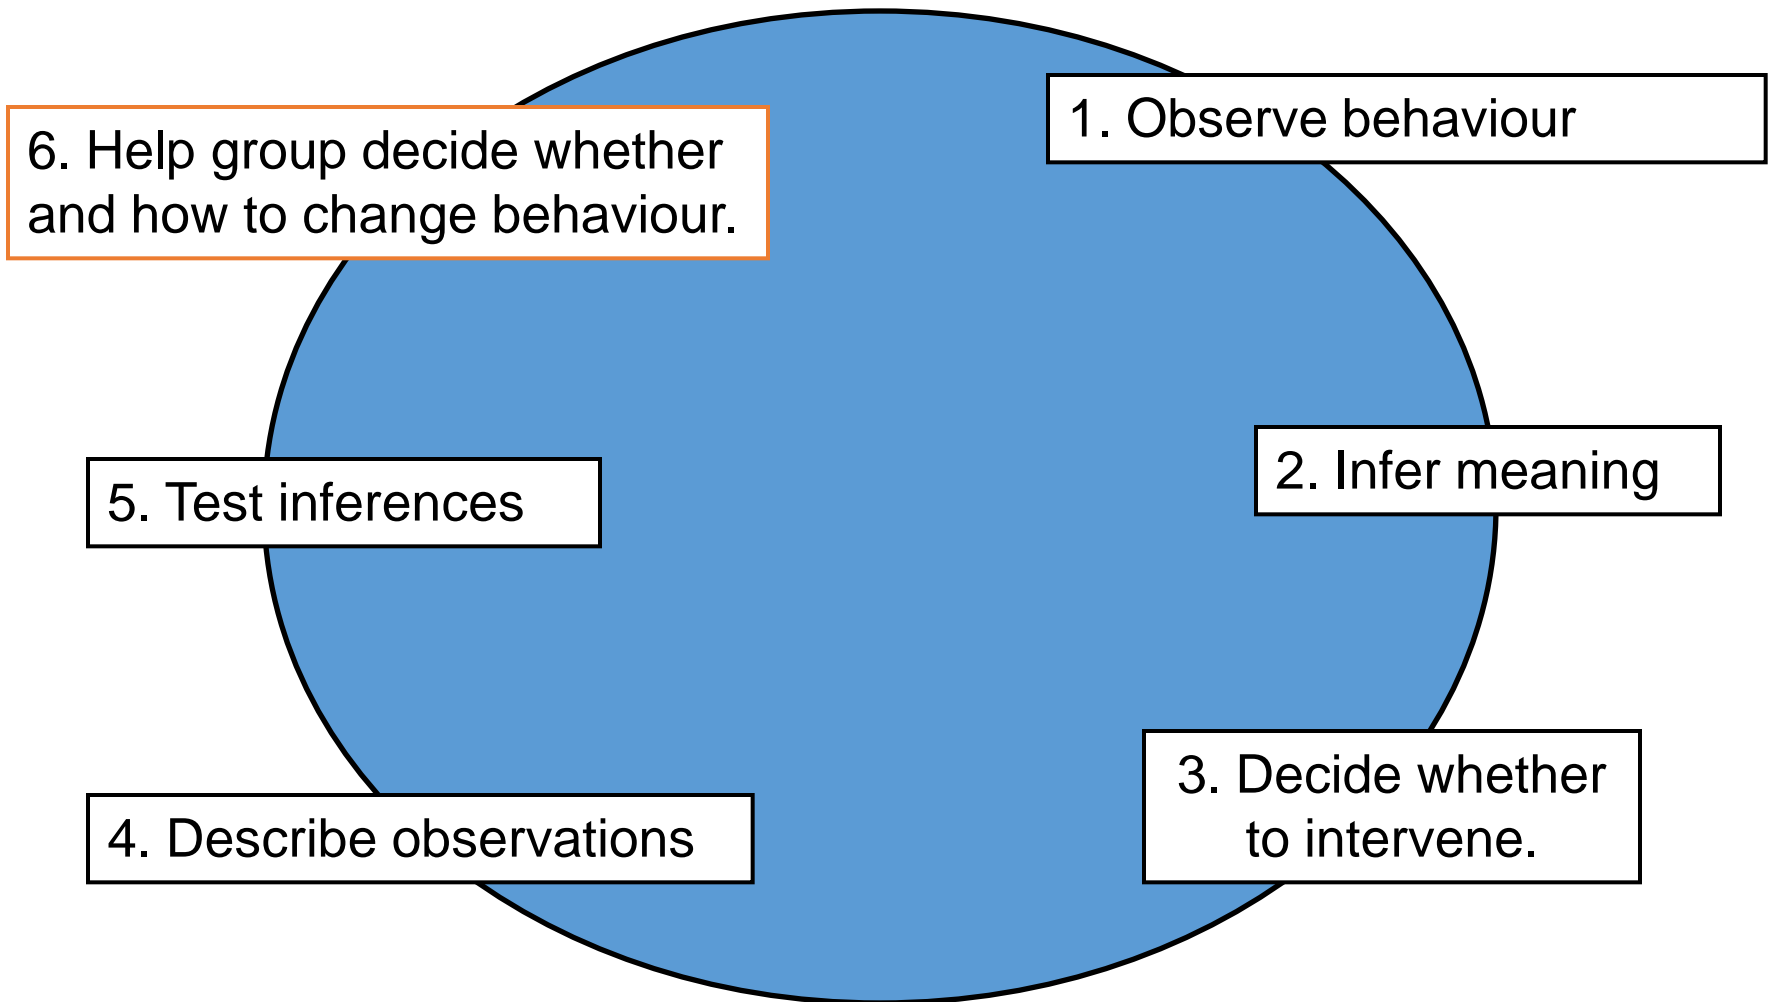 1. Observe behaviour
2. Infer meaning
3. Decide whether
to intervene.
4. Describe observations
5. Test inferences
6. Help group decide whether
and how to change behaviour.